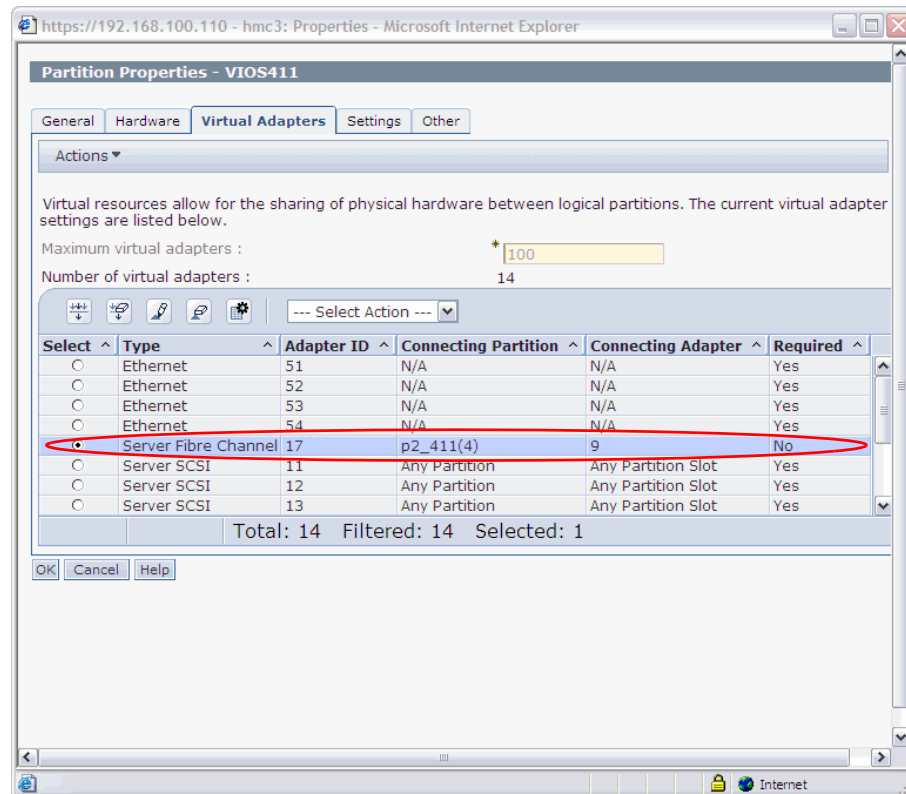 https://192.168.100.110 - hmc3: Properties - Microsoft Internet Explorer
Partition Properties - VIOS411
General Hardware Virtual Adapters Settings Other
Actions
Virtual resources allow for the sharing of physical hardware between logical partitions. The current virtual adapter
settings are listed below.
Maximum virtual adapters : * 100
Number of virtual adapters : 14
--- Select Action ---
Select ^ Type ^ Adapter ID ^ Connecting Partition ^ Connecting Adapter ^ Required ^
Ethernet 51 N/A N/A Yes
Ethernet 52 N/A N/A Yes
Ethernet 53 N/A N/A Yes
Ethernet 54 N/A N/A Yes
Server Fibre Channel 17 p2_411(4) 9 No
Server SCSI 11 Any Partition Any Partition Slot Yes
Server SCSI 12 Any Partition Any Partition Slot Yes
Server SCSI 13 Any Partition Any Partition Slot Yes
Total: 14 Filtered: 14 Selected: 1
OK Cancel Help
Internet